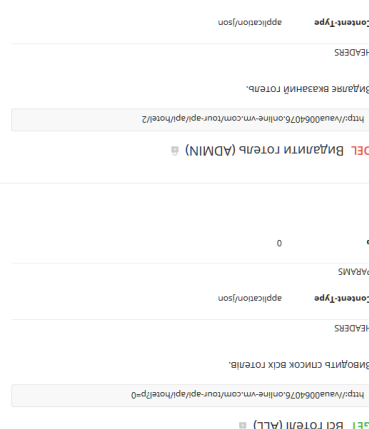 GET Всі готелі (ALL)
http://vaua0064076.online-vm.com/tour-api/api/hotel?p=0
Виводить список всіх готелів.
HEADERS
Content-Type application/json
PARAMS
p 0
DEL Видалити готель (ADMIN)
http://vaua0064076.online-vm.com/tour-api/api/hotel/2
Видаляє вказаний готель.
HEADERS
Content-Type application/json